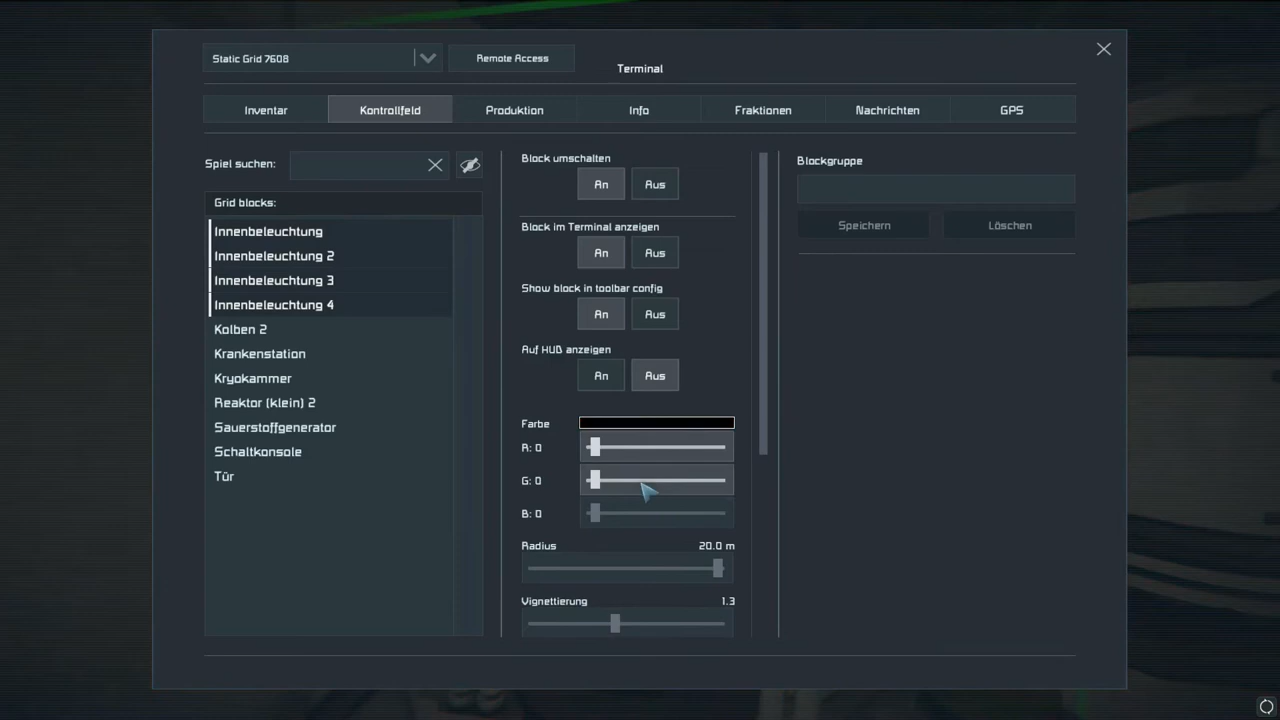 Static Grid 7608
Remote Access
Terminal
Inventar
Kontrollfeld
Produktion
Info
Fraktionen
Nachrichten
GPS
Spiel suchen:
Grid blocks:
Innenbeleuchtung
Innenbeleuchtung 2
Innenbeleuchtung 3
Innenbeleuchtung 4
Kolben 2
Krankenstation
Kryokammer
Reaktor (klein) 2
Sauerstoffgenerator
Schaltkonsole
Tür
Block umschalten
An Aus
Block im Terminal anzeigen
An Aus
Show block in toolbar config
An Aus
Auf HUD anzeigen
An Aus
Farbe
R: 0
G: 0
B: 0
Radius 20.0 m
Vignettierung 1.3
Blockgruppe
Speichern Löschen